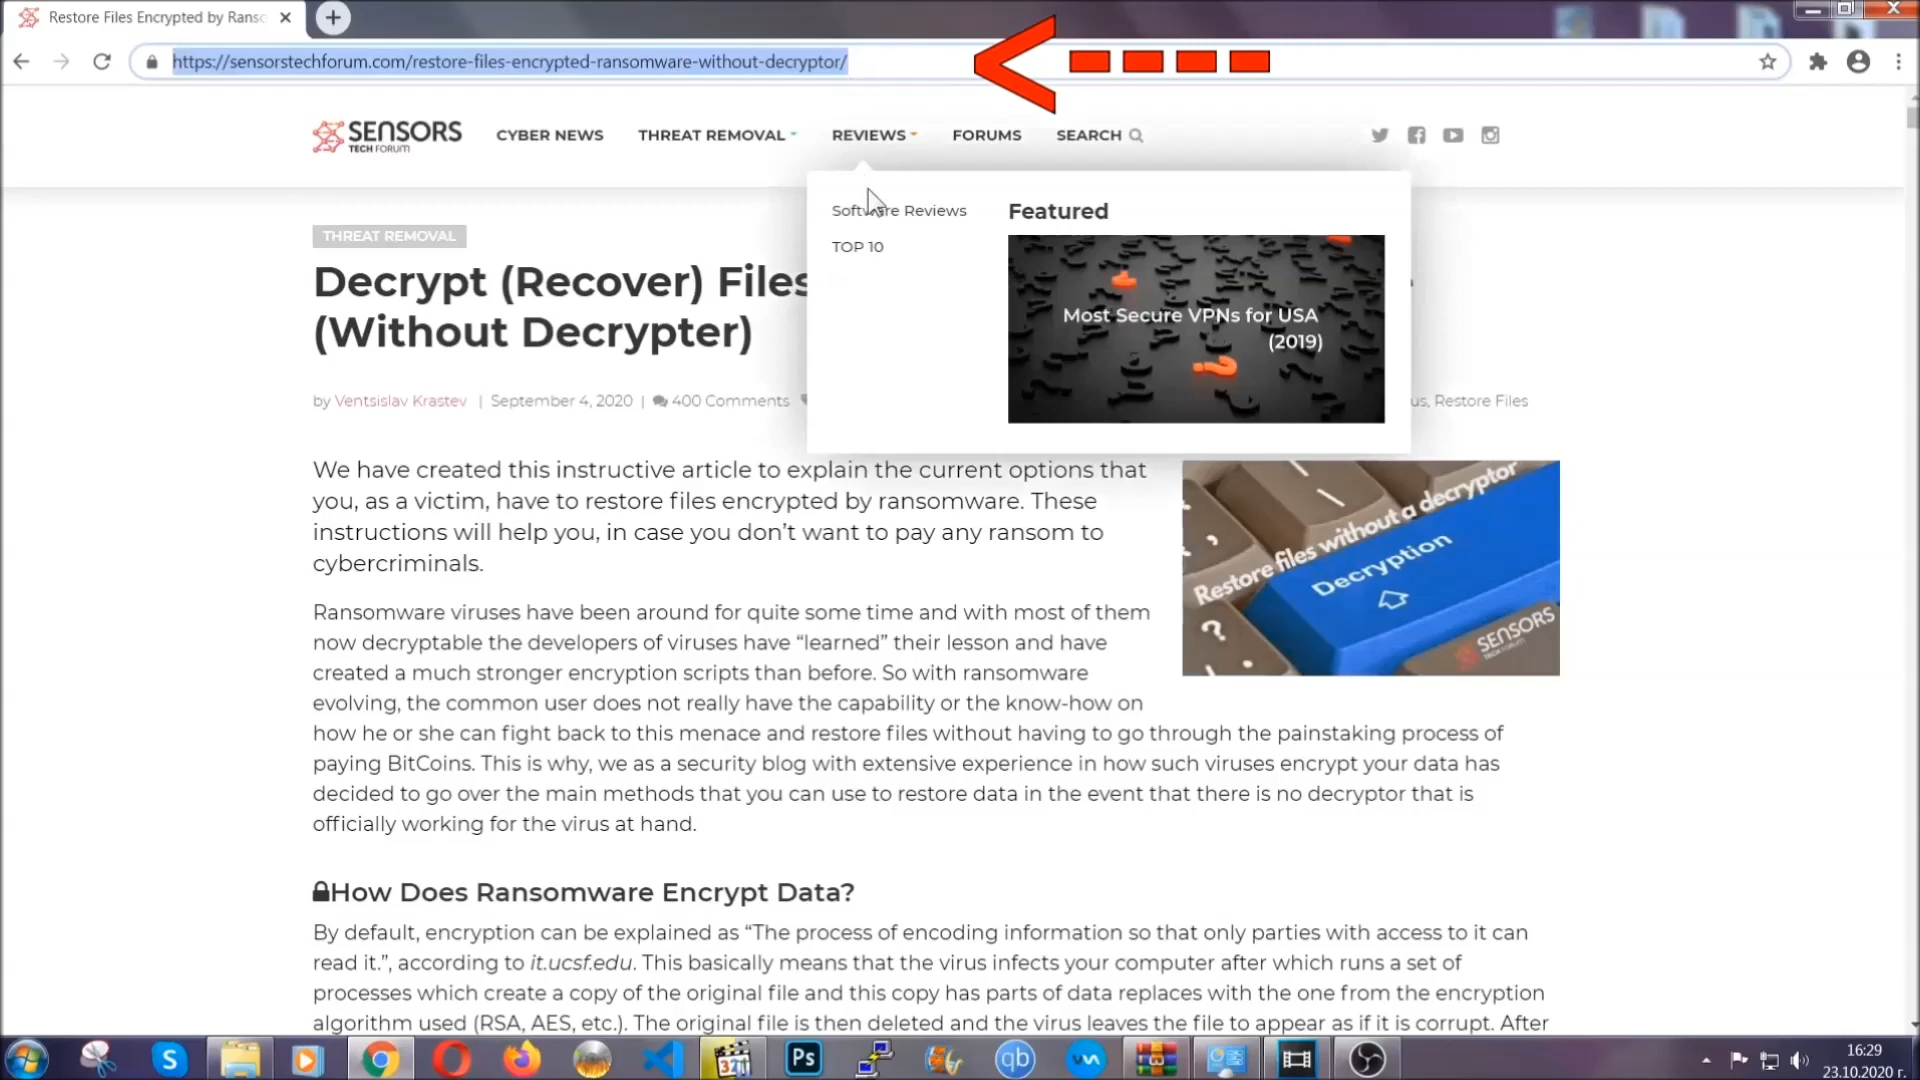 Restore Files Encrypted by Ranso
https://sensorstechforum.com/restore-files-encrypted-ransomware-without-decryptor/
SENSORS
TECH FORUM
CYBER NEWS
THREAT REMOVAL
REVIEWS
FORUMS
SEARCH
Software Reviews
TOP 10
Featured
Most Secure VPNs for USA
(2019)
THREAT REMOVAL
Decrypt (Recover) Files
(Without Decrypter)
by Ventsislav Krastev | September 4, 2020 | 400 Comments
us, Restore Files
We have created this instructive article to explain the current options that
you, as a victim, have to restore files encrypted by ransomware. These
instructions will help you, in case you don’t want to pay any ransom to
cybercriminals.
Restore files without a decryptor
Decryption
SENSORS
TECH FORUM
Ransomware viruses have been around for quite some time and with most of them
now decryptable the developers of viruses have “learned” their lesson and have
created a much stronger encryption scripts than before. So with ransomware
evolving, the common user does not really have the capability or the know-how on
how he or she can fight back to this menace and restore files without having to go through the painstaking process of
paying BitCoins. This is why, we as a security blog with extensive experience in how such viruses encrypt your data has
decided to go over the main methods that you can use to restore data in the event that there is no decryptor that is
officially working for the virus at hand.
How Does Ransomware Encrypt Data?
By default, encryption can be explained as “The process of encoding information so that only parties with access to it can
read it.”, according to it.ucsf.edu. This basically means that the virus infects your computer after which runs a set of
processes which create a copy of the original file and this copy has parts of data replaces with the one from the encryption
algorithm used (RSA, AES, etc.). The original file is then deleted and the virus leaves the file to appear as if it is corrupt. After
S
321
Ps
qb
16:29
23.10.2020 г.